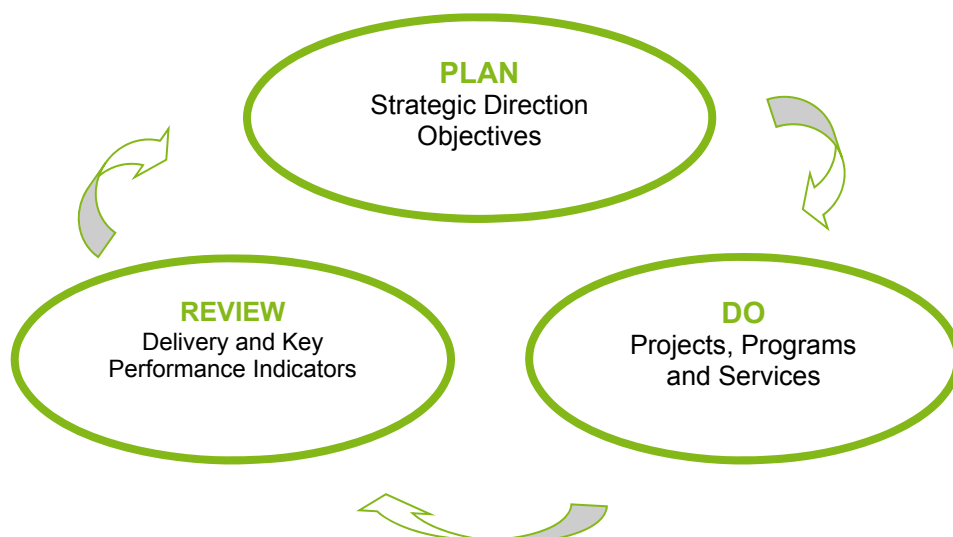 PLAN
Strategic Direction
Objectives
REVIEW
Delivery and Key
Performance Indicators
DO
Projects, Programs
and Services